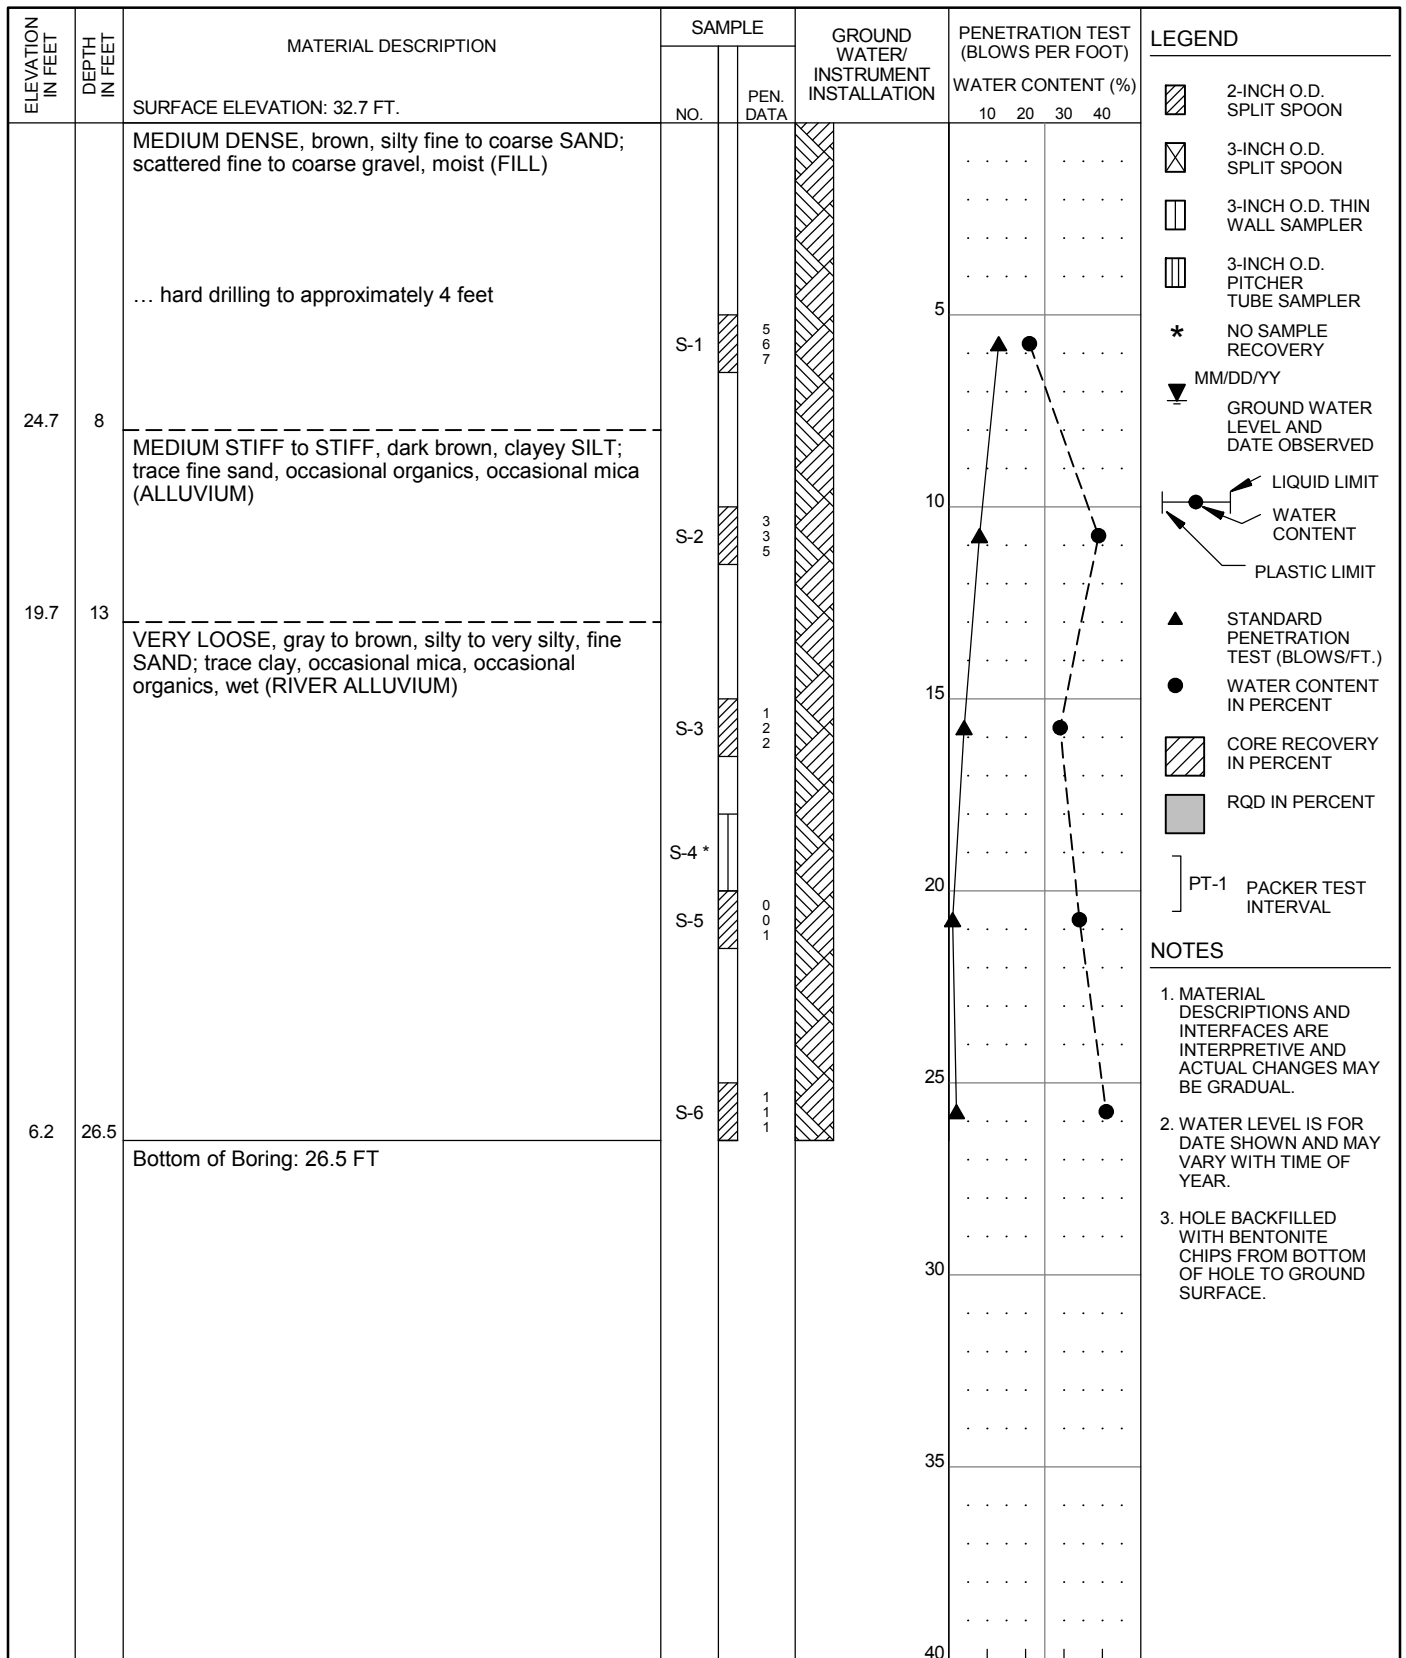 ELEVATION
IN FEET
DEPTH
IN FEET
MATERIAL DESCRIPTION
SURFACE ELEVATION: 32.7 FT.
SAMPLE
NO.
PEN.
DATA
GROUND
WATER/
INSTRUMENT
INSTALLATION
PENETRATION TEST
(BLOWS PER FOOT)
WATER CONTENT (%)
10 20 30 40
MEDIUM DENSE, brown, silty fine to coarse SAND;
scattered fine to coarse gravel, moist (FILL)
... hard drilling to approximately 4 feet
5
S-1
5
6
7
24.7 8
MEDIUM STIFF to STIFF, dark brown, clayey SILT;
trace fine sand, occasional organics, occasional mica
(ALLUVIUM)
10
S-2
3
3
5
19.7 13
VERY LOOSE, gray to brown, silty to very silty, fine
SAND; trace clay, occasional mica, occasional
organics, wet (RIVER ALLUVIUM)
15
S-3
1
2
2
S-4 *
20
S-5
0
0
1
25
S-6
1
1
1
6.2 26.5
Bottom of Boring: 26.5 FT
30
35
40
LEGEND
2-INCH O.D.
SPLIT SPOON
3-INCH O.D.
SPLIT SPOON
3-INCH O.D. THIN
WALL SAMPLER
3-INCH O.D.
PITCHER
TUBE SAMPLER
* NO SAMPLE
RECOVERY
MM/DD/YY
GROUND WATER
LEVEL AND
DATE OBSERVED
LIQUID LIMIT
WATER
CONTENT
PLASTIC LIMIT
STANDARD
PENETRATION
TEST (BLOWS/FT.)
WATER CONTENT
IN PERCENT
CORE RECOVERY
IN PERCENT
RQD IN PERCENT
PT-1 PACKER TEST
INTERVAL
NOTES
1. MATERIAL
DESCRIPTIONS AND
INTERFACES ARE
INTERPRETIVE AND
ACTUAL CHANGES MAY
BE GRADUAL.
2. WATER LEVEL IS FOR
DATE SHOWN AND MAY
VARY WITH TIME OF
YEAR.
3. HOLE BACKFILLED
WITH BENTONITE
CHIPS FROM BOTTOM
OF HOLE TO GROUND
SURFACE.